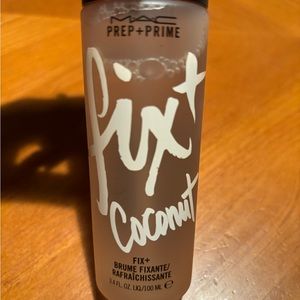 MAC
PREP+PRIME
fix+
Coconut
FIX+
BRUME FIXANTE/
RAFRAÎCHISSANTE
3.4 FL. OZ. LIQ/100 ML ℮